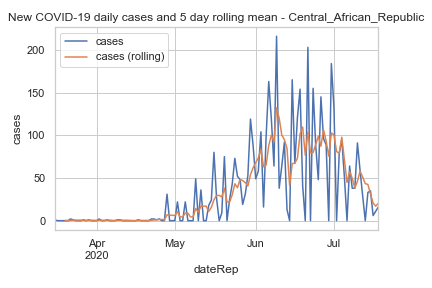 New COVID-19 daily cases and 5 day rolling mean - Central_African_Republic
cases
cases (rolling)
200
150
100
50
0
cases
Apr
2020
May
Jun
Jul
dateRep